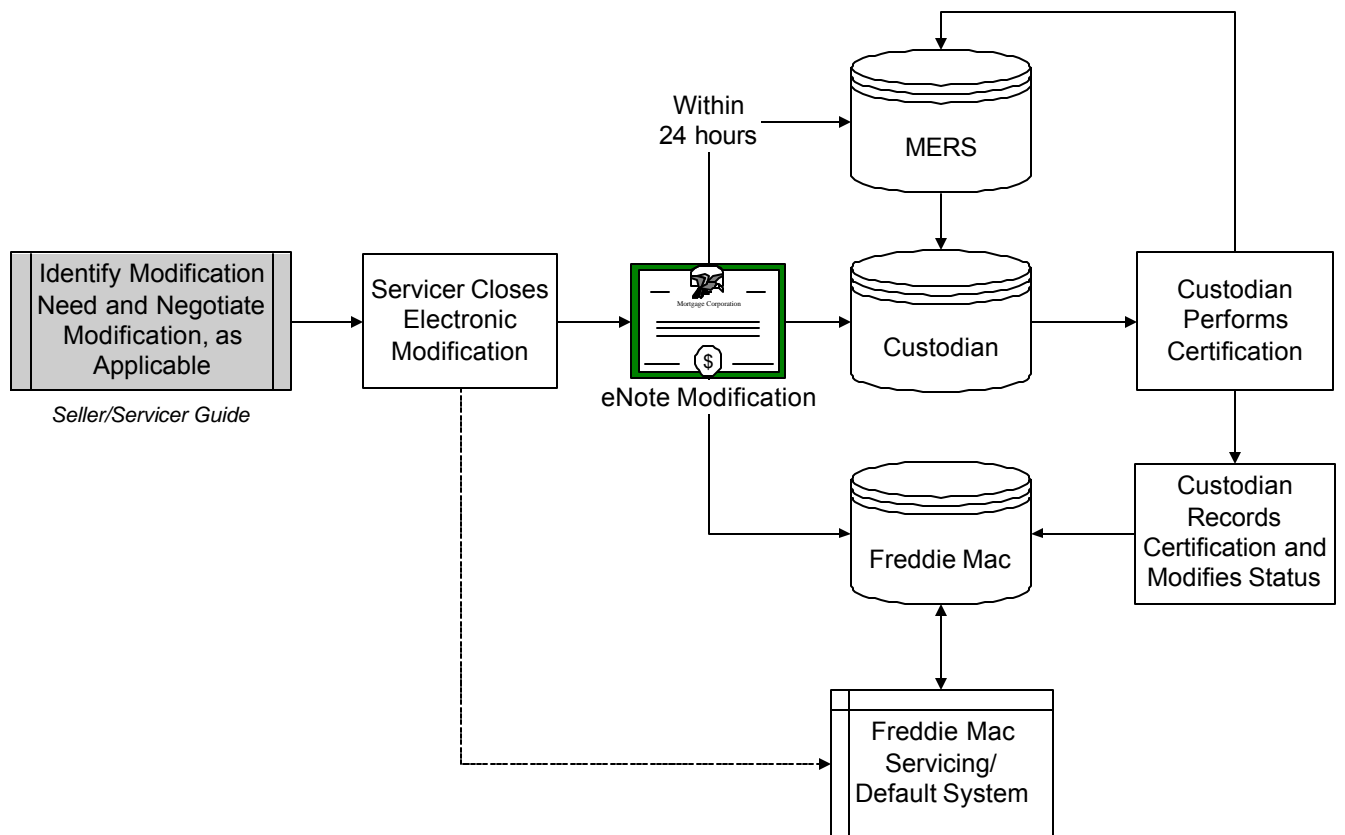 Within
24 hours
MERS
Identify Modification
Need and Negotiate
Modification, as
Applicable
Seller/Servicer Guide
Servicer Closes
Electronic
Modification
Mortgage Corporation
$
eNote Modification
Custodian
Custodian
Performs
Certification
Freddie Mac
Custodian
Records
Certification and
Modifies Status
Freddie Mac
Servicing/
Default System